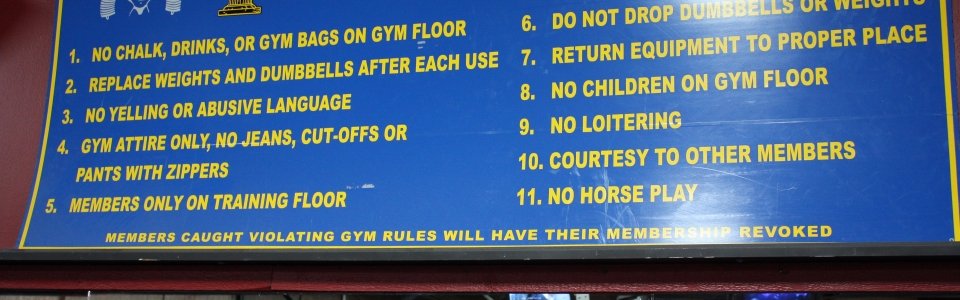 1. NO CHALK, DRINKS, OR GYM BAGS ON GYM FLOOR
2. REPLACE WEIGHTS AND DUMBBELLS AFTER EACH USE
3. NO YELLING OR ABUSIVE LANGUAGE
4. GYM ATTIRE ONLY, NO JEANS, CUT-OFFS OR
PANTS WITH ZIPPERS
5. MEMBERS ONLY ON TRAINING FLOOR
6. DO NOT DROP DUMBBELLS OR WEIGHTS
7. RETURN EQUIPMENT TO PROPER PLACE
8. NO CHILDREN ON GYM FLOOR
9. NO LOITERING
10. COURTESY TO OTHER MEMBERS
11. NO HORSE PLAY
MEMBERS CAUGHT VIOLATING GYM RULES WILL HAVE THEIR MEMBERSHIP REVOKED